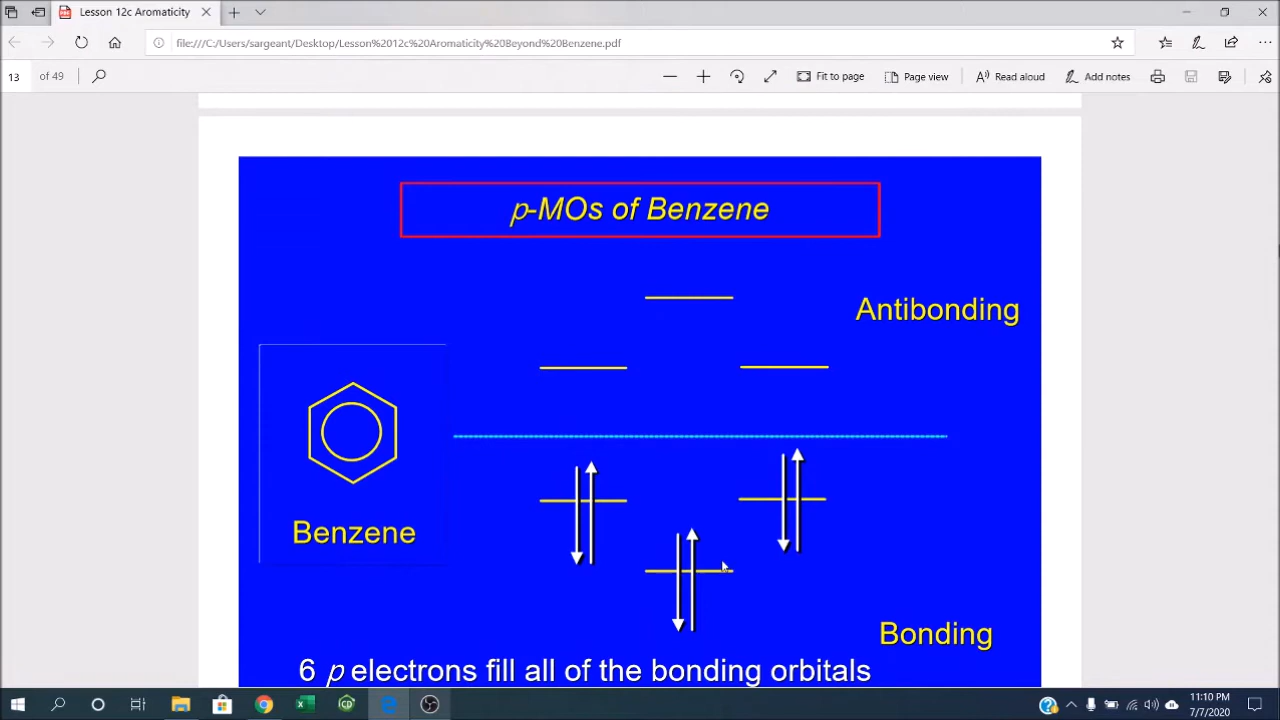 Lesson 12c Aromaticity
file:///C:/Users/sargeant/Desktop/Lesson%2012c%20Aromaticity%20Beyond%20Benzene.pdf
13 of 49 Fit to page Page view Read aloud Add notes
p-MOs of Benzene
Antibonding
Benzene
Bonding
6 p electrons fill all of the bonding orbitals
11:10 PM
7/7/2020